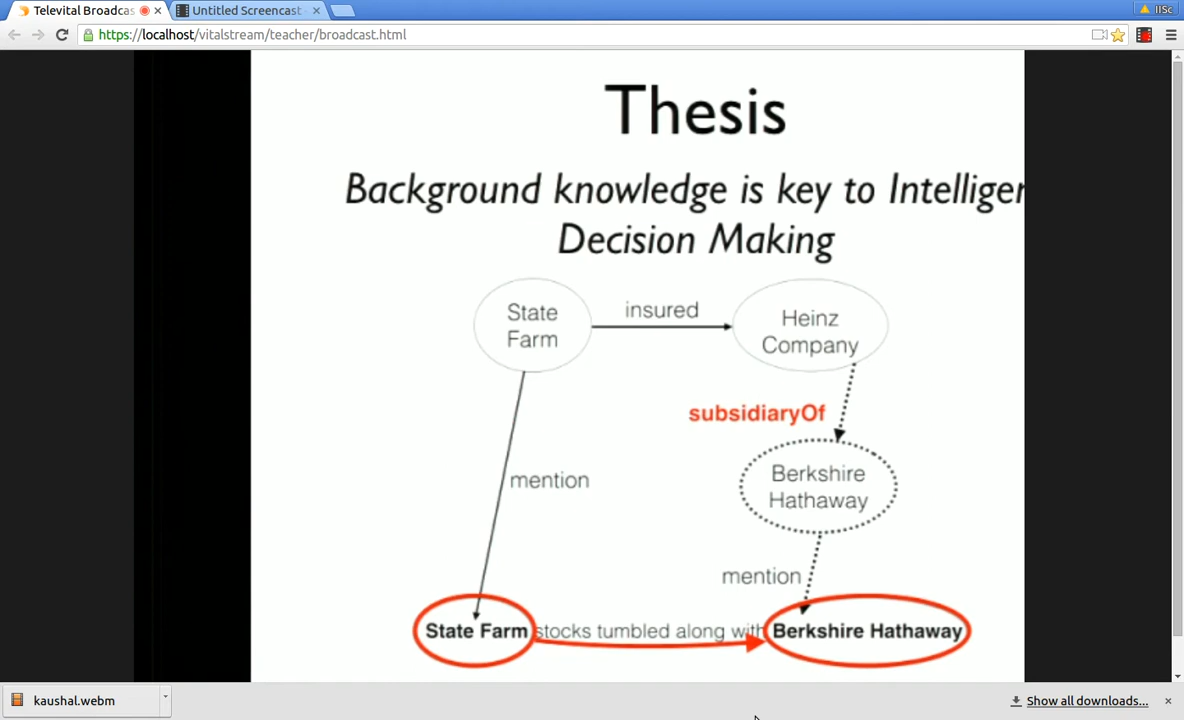 Televital Broadcas
Untitled Screencast
IISc
https://localhost/vitalstream/teacher/broadcast.html
Thesis
Background knowledge is key to Intelliger
Decision Making
State
Farm
insured
Heinz
Company
subsidiaryOf
mention
Berkshire
Hathaway
mention
State Farm stocks tumbled along with Berkshire Hathaway
kaushal.webm
Show all downloads...